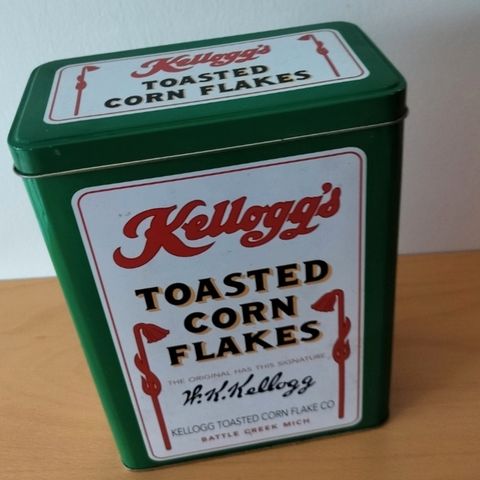 Kellogg's
TOASTED
CORN FLAKES
Kellogg's
TOASTED
CORN
FLAKES
THE ORIGINAL HAS THIS SIGNATURE
W.K.Kellogg
KELLOGG TOASTED CORN FLAKE CO
BATTLE CREEK MICH